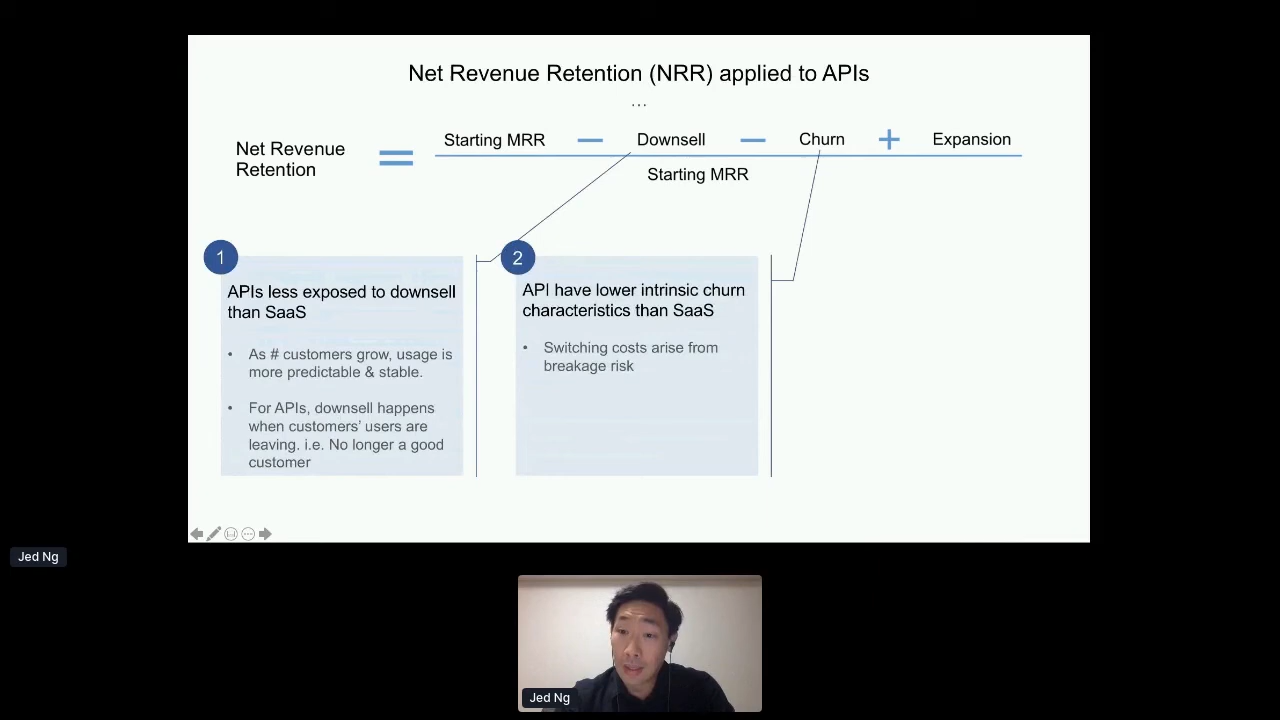 Net Revenue Retention (NRR) applied to APIs
...
Net Revenue
Retention
=
Starting MRR − Downsell − Churn + Expansion
Starting MRR
1
APIs less exposed to downsell
than SaaS
• As # customers grow, usage is
more predictable & stable.
• For APIs, downsell happens
when customers’ users are
leaving. i.e. No longer a good
customer
2
API have lower intrinsic churn
characteristics than SaaS
• Switching costs arise from
breakage risk
Jed Ng
Jed Ng